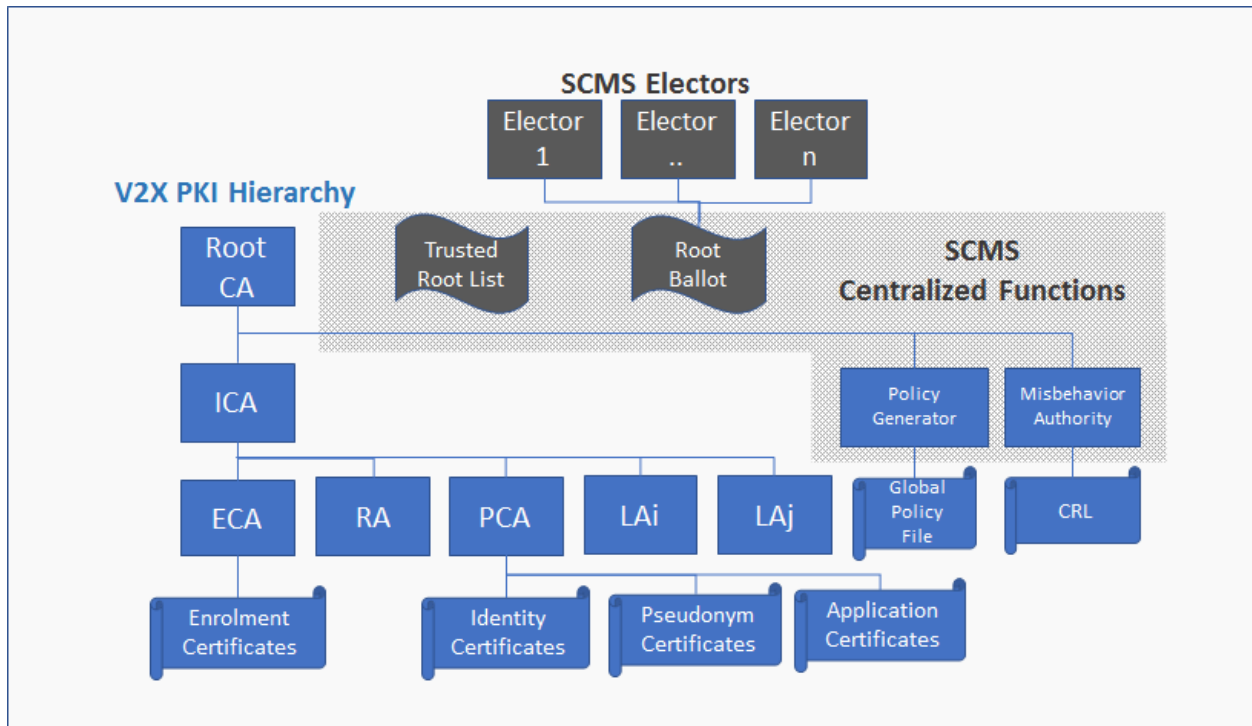 SCMS Electors
Elector
1
Elector
..
Elector
n
V2X PKI Hierarchy
Root
CA
Trusted
Root List
Root
Ballot
SCMS
Centralized Functions
ICA
Policy
Generator
Misbehavior
Authority
ECA
RA
PCA
LAi
LAj
Global
Policy
File
CRL
Enrolment
Certificates
Identity
Certificates
Pseudonym
Certificates
Application
Certificates